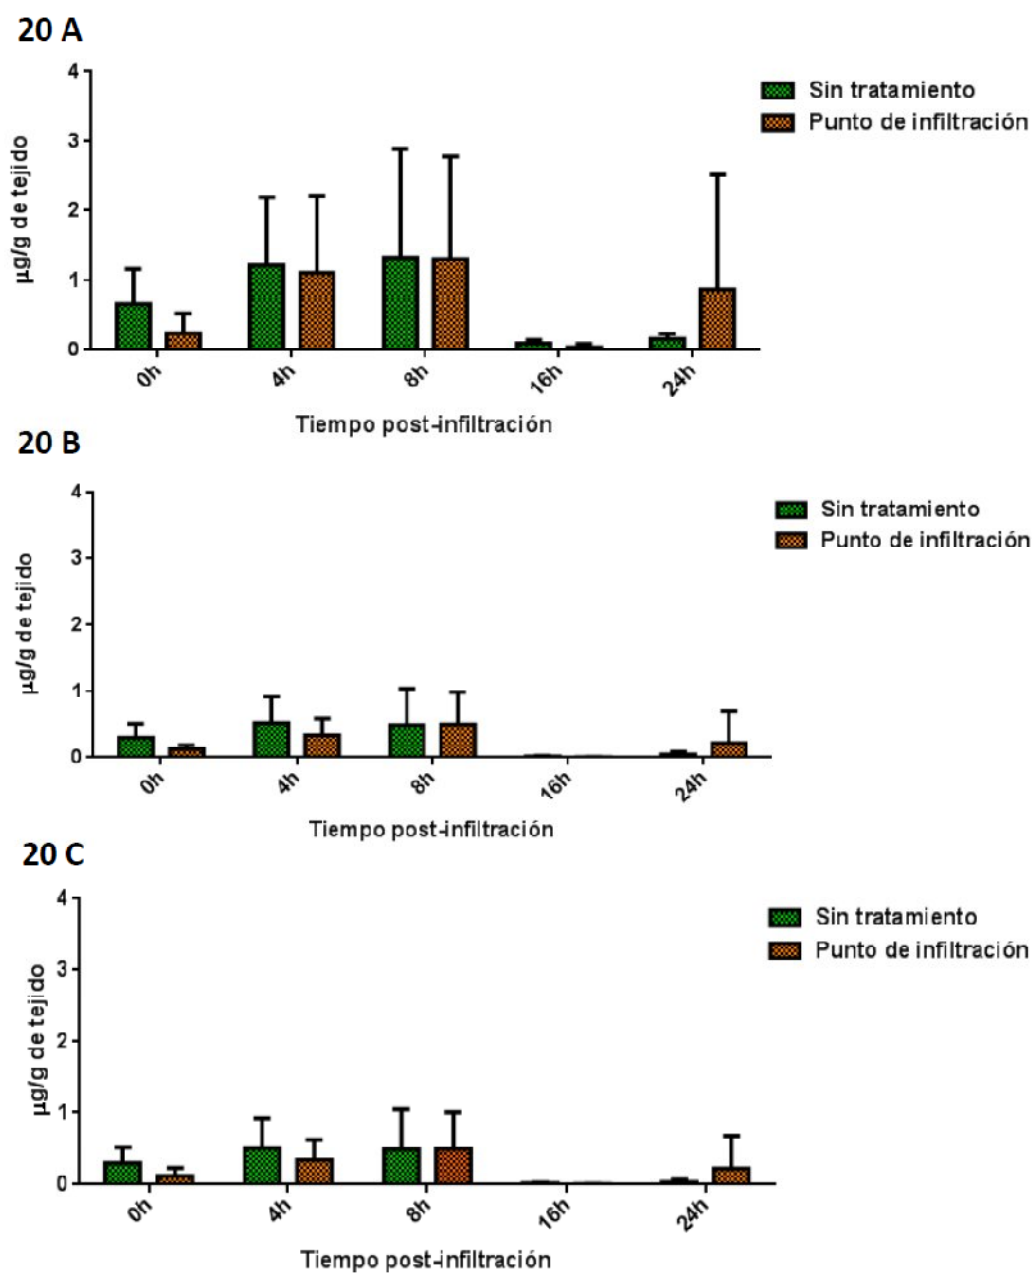 20 A
4
3
2
1
0
µg/g de tejido
Sin tratamiento
Punto de infiltración
0h
4h
8h
16h
24h
Tiempo post-infiltración
20 B
4
3
2
1
0
µg/g de tejido
Sin tratamiento
Punto de infiltración
0h
4h
8h
16h
24h
Tiempo post-infiltración
20 C
4
3
2
1
0
µg/g de tejido
Sin tratamiento
Punto de infiltración
0h
4h
8h
16h
24h
Tiempo post-infiltración